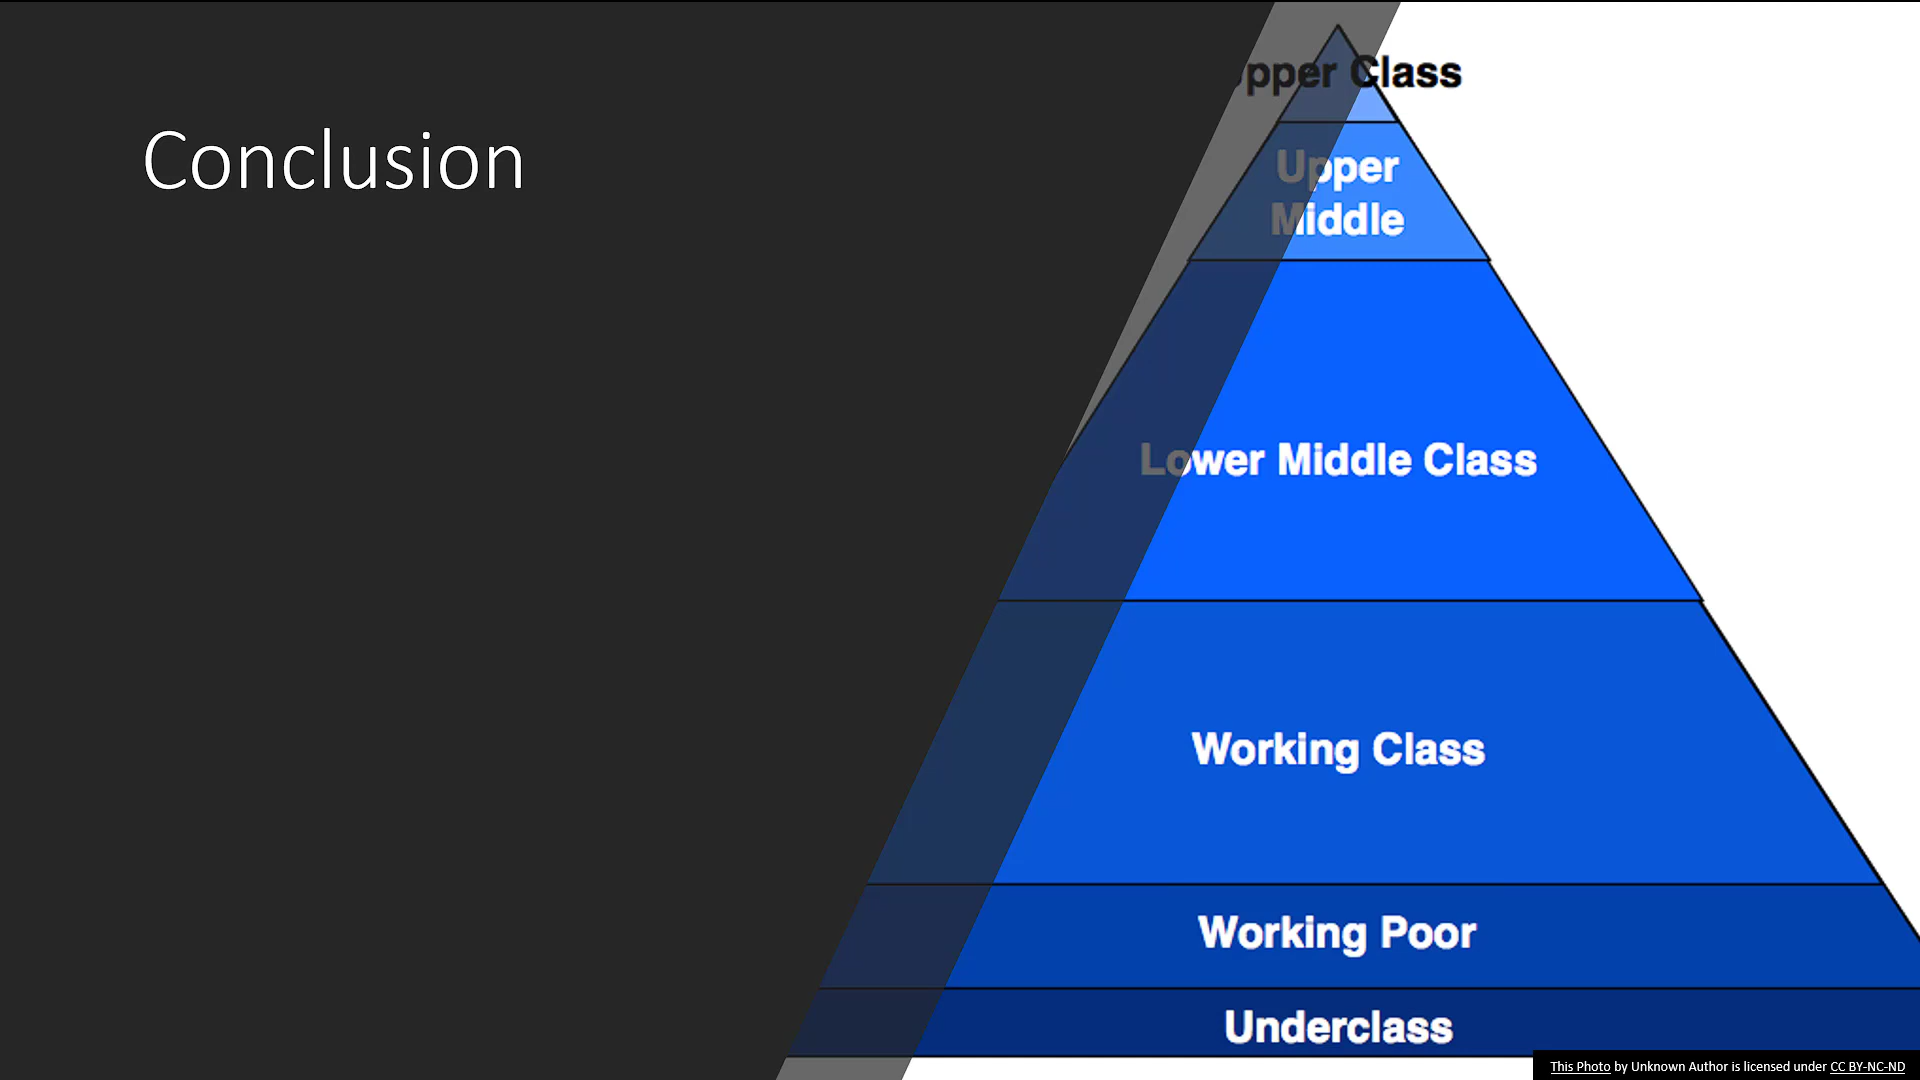 Conclusion
pper Class
Upper
Middle
Lower Middle Class
Working Class
Working Poor
Underclass
This Photo by Unknown Author is licensed under CC BY-NC-ND